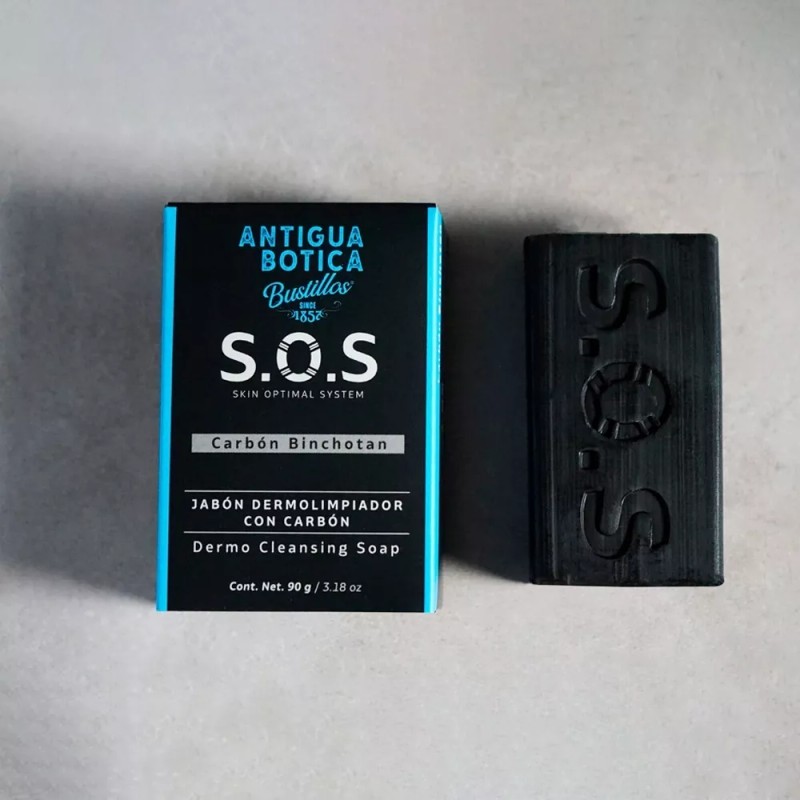 ANTIGUA
BOTICA
Bustillos
SINCE
1857
S.O.S
SKIN OPTIMAL SYSTEM
Carbón Binchotan
JABÓN DERMOLIMPIADOR
CON CARBÓN
Dermo Cleansing Soap
Cont. Net. 90 g / 3.18 oz
S.O.S